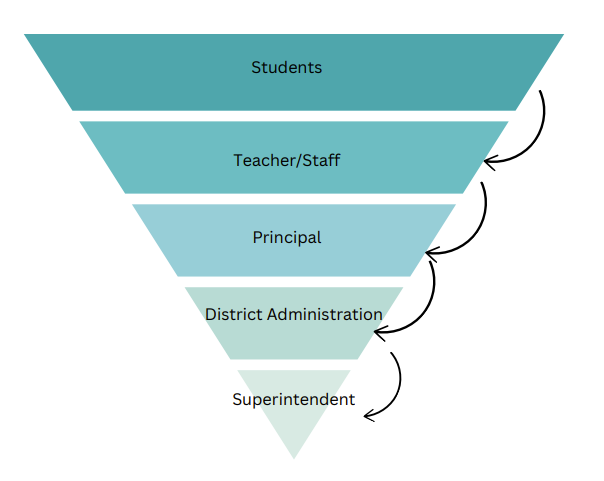 Students
Teacher/Staff
Principal
District Administration
Superintendent